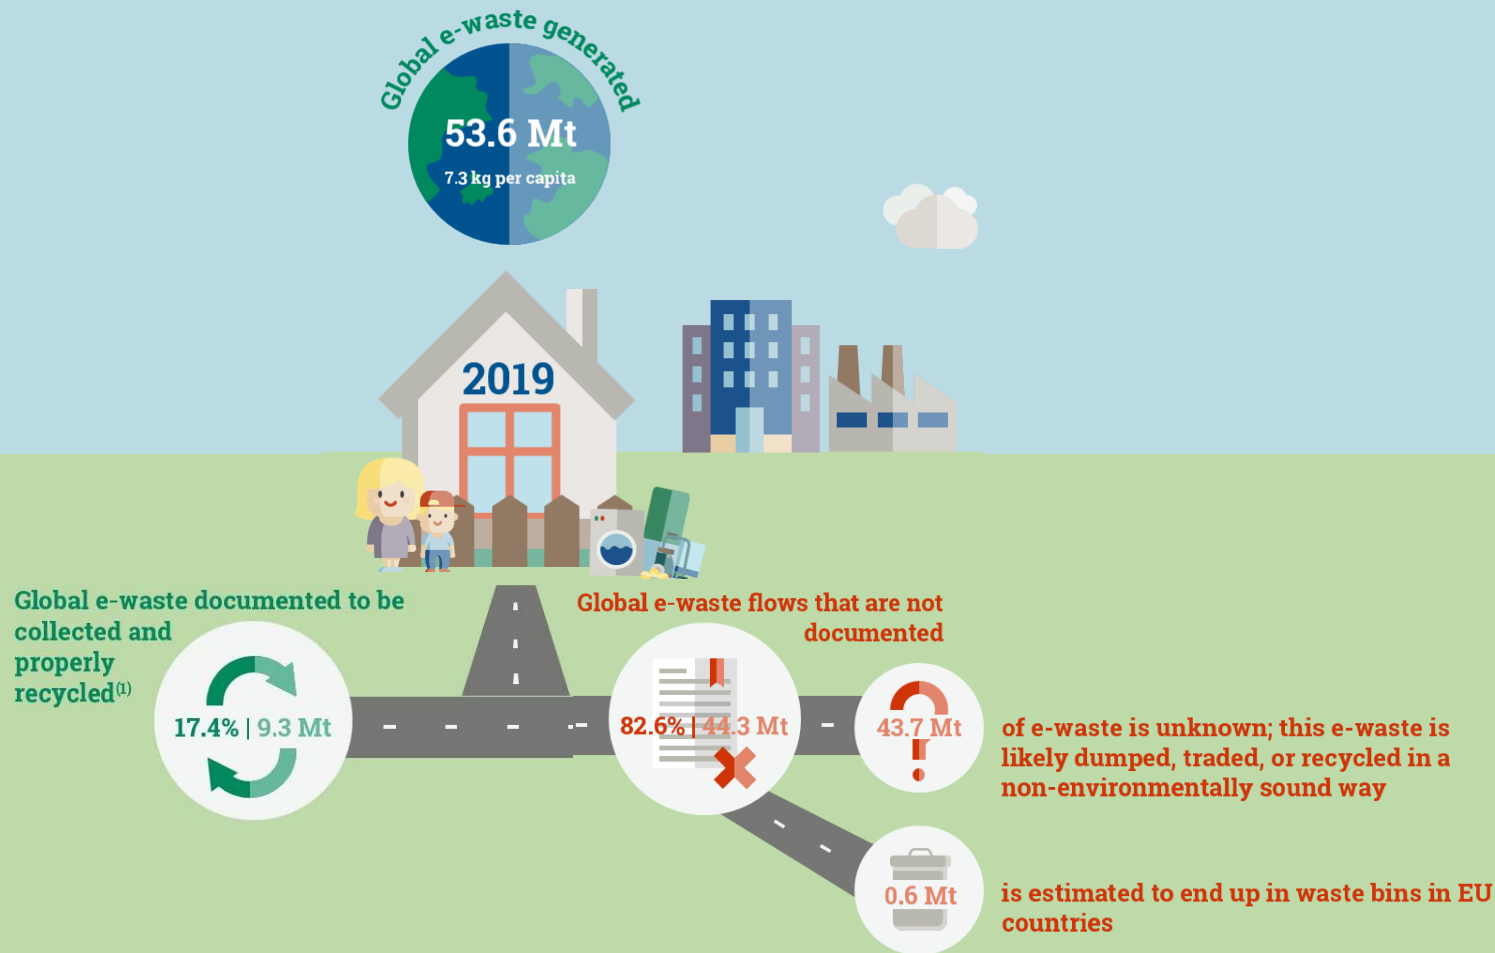 Global e-waste generated
53.6 Mt
7.3 kg per capita
2019
Global e-waste documented to be
collected and
properly
recycled(1)
17.4% | 9.3 Mt
Global e-waste flows that are not
documented
82.6% | 44.3 Mt
43.7 Mt
of e-waste is unknown; this e-waste is
likely dumped, traded, or recycled in a
non-environmentally sound way
0.6 Mt
is estimated to end up in waste bins in EU
countries